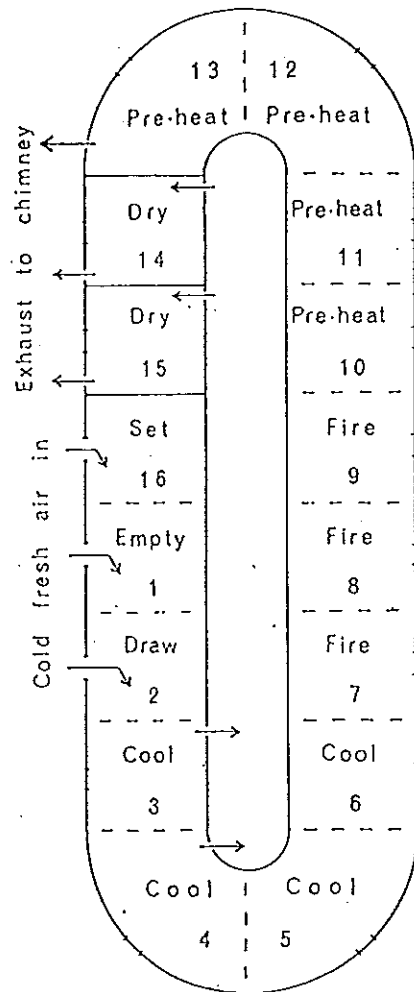 13 12
Pre-heat Pre-heat
Exhaust to chimney
Dry
14
Pre-heat
11
Dry
15
Pre-heat
10
Cold fresh air in
Set
16
Fire
9
Empty
1
Fire
8
Draw
2
Fire
7
Cool
3
Cool
6
Cool Cool
4 5